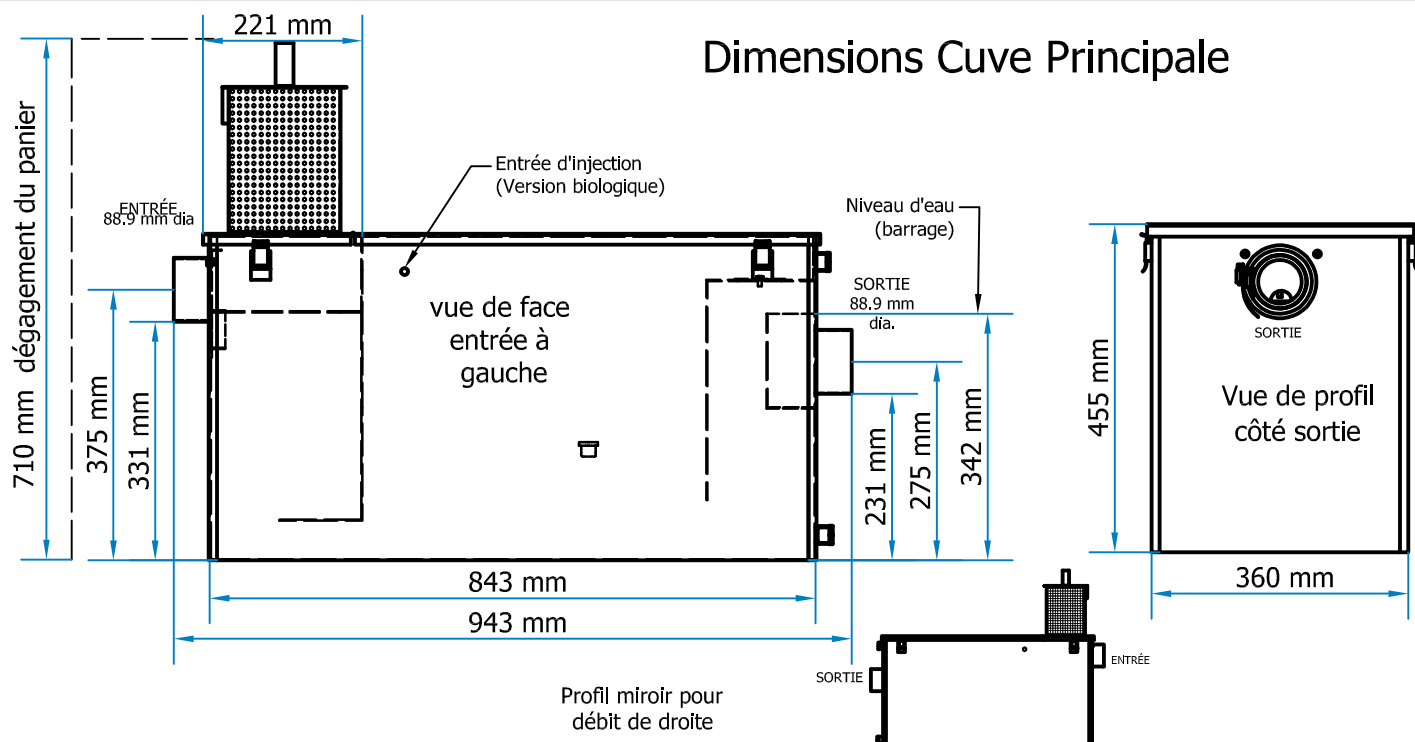 Dimensions Cuve Principale
221 mm
710 mm dégagement du panier
ENTRÉE
88.9 mm dia
Entrée d'injection
(Version biologique)
Niveau d'eau
(barrage)
SORTIE
88.9 mm
dia.
vue de face
entrée à
gauche
375 mm
331 mm
231 mm
275 mm
342 mm
843 mm
943 mm
455 mm
SORTIE
Vue de profil
côté sortie
360 mm
Profil miroir pour
débit de droite
SORTIE
ENTRÉE